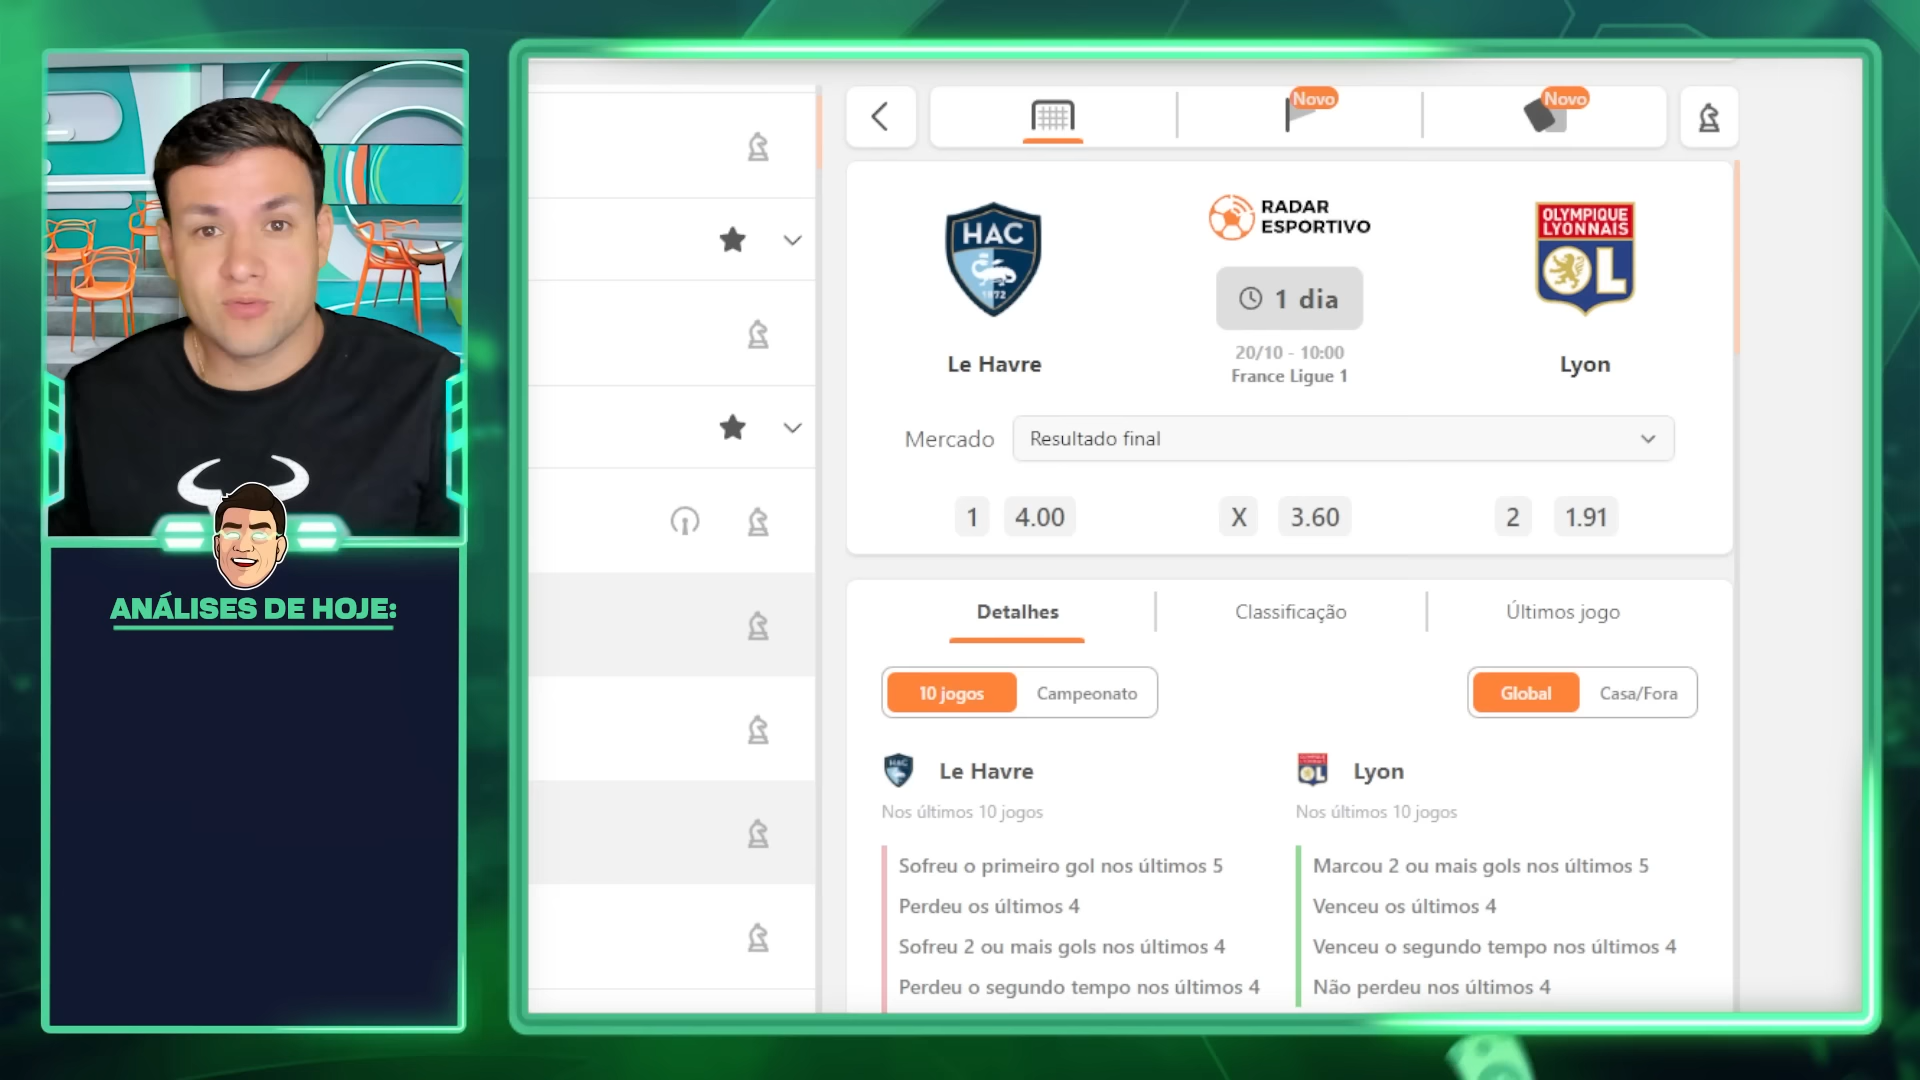 ANÁLISES DE HOJE:
Novo
Novo
HAC
1872
RADAR
ESPORTIVO
OLYMPIQUE
LYONNAIS
OL
1 dia
20/10 - 10:00
France Ligue 1
Le Havre
Lyon
Mercado
Resultado final
1
4.00
X
3.60
2
1.91
Detalhes
Classificação
Últimos jogo
10 jogos
Campeonato
Global
Casa/Fora
HAC
Le Havre
OL
Lyon
Nos últimos 10 jogos
Nos últimos 10 jogos
Sofreu o primeiro gol nos últimos 5
Perdeu os últimos 4
Sofreu 2 ou mais gols nos últimos 4
Perdeu o segundo tempo nos últimos 4
Marcou 2 ou mais gols nos últimos 5
Venceu os últimos 4
Venceu o segundo tempo nos últimos 4
Não perdeu nos últimos 4